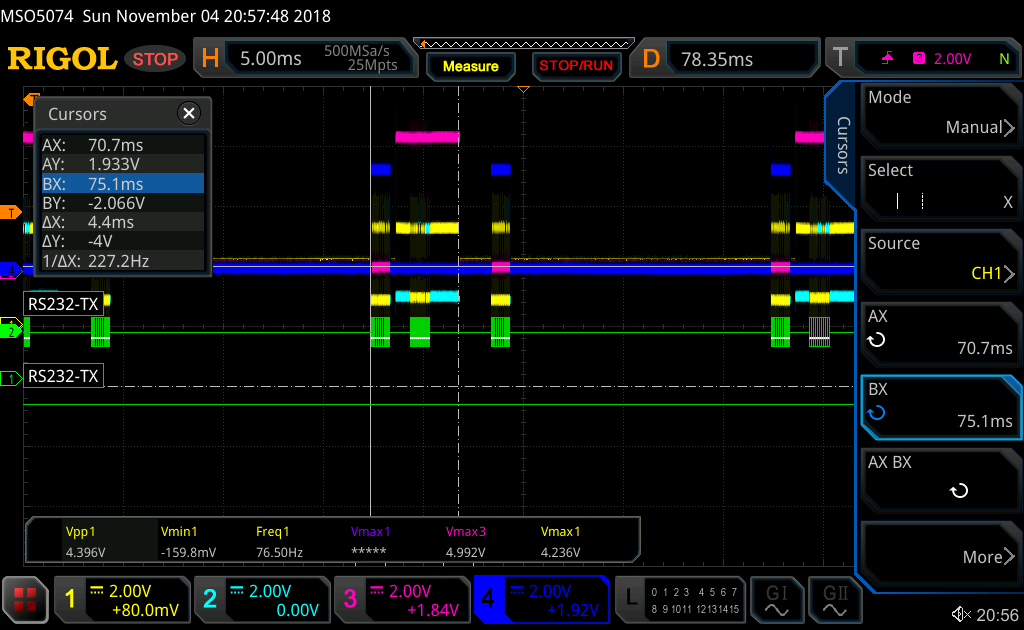 MSO5074 Sun November 04 20:57:48 2018
RIGOL STOP H 5.00ms 500MSa/s 25Mpts Measure STOP/RUN D 78.35ms T 3 2.00V N
T
Cursors
AX: 70.7ms
AY: 1.933V
BX: 75.1ms
BY: -2.066V
ΔX: 4.4ms
ΔY: -4V
1/ΔX: 227.2Hz
T
4
RS232-TX
2
RS232-TX
1
Cursors
Mode
Manual
Select
X
Source
CH1
AX
70.7ms
BX
75.1ms
AX BX
More
Vpp1 Vmin1 Freq1 Vmax1 Vmax3 Vmax1
4.396V -159.8mV 76.50Hz ***** 4.992V 4.236V
1 2.00V +80.0mV
2 2.00V 0.00V
3 2.00V +1.84V
4 2.00V +1.92V
L 0 1 2 3 4 5 6 7
8 9 10 11 12 13 14 15
GI
GII
20:56